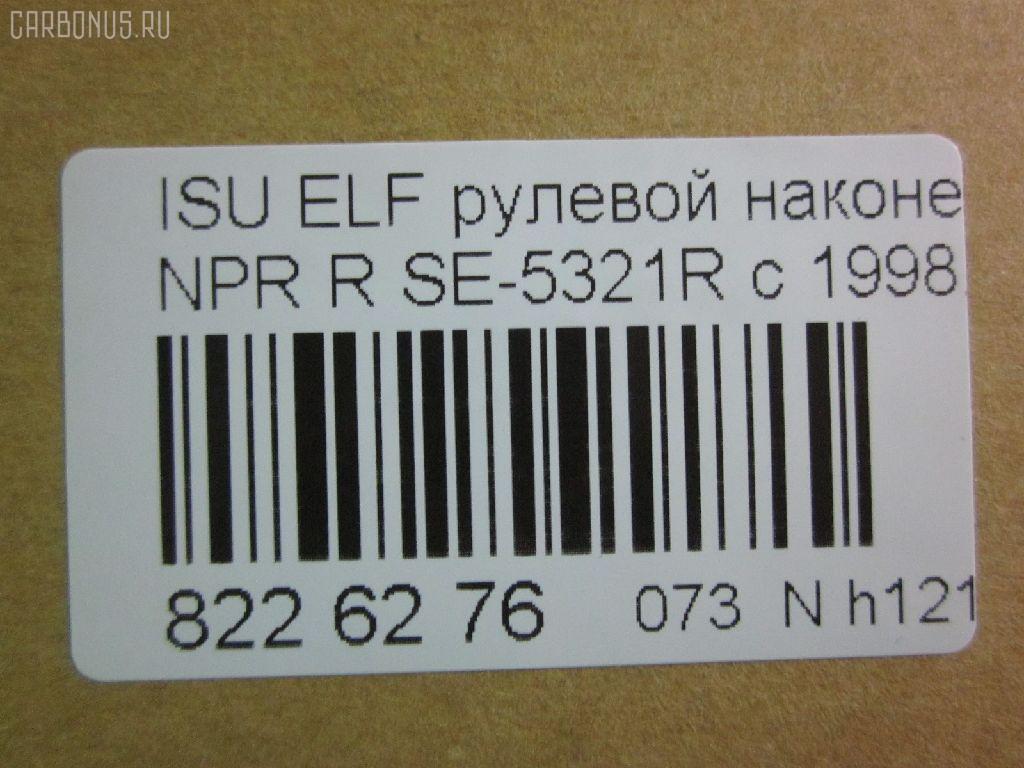 CARBONUS.RU
ISU ELF рулевой наконе
NPR R SE-5321R с 1998
822 62 76 073 N h121